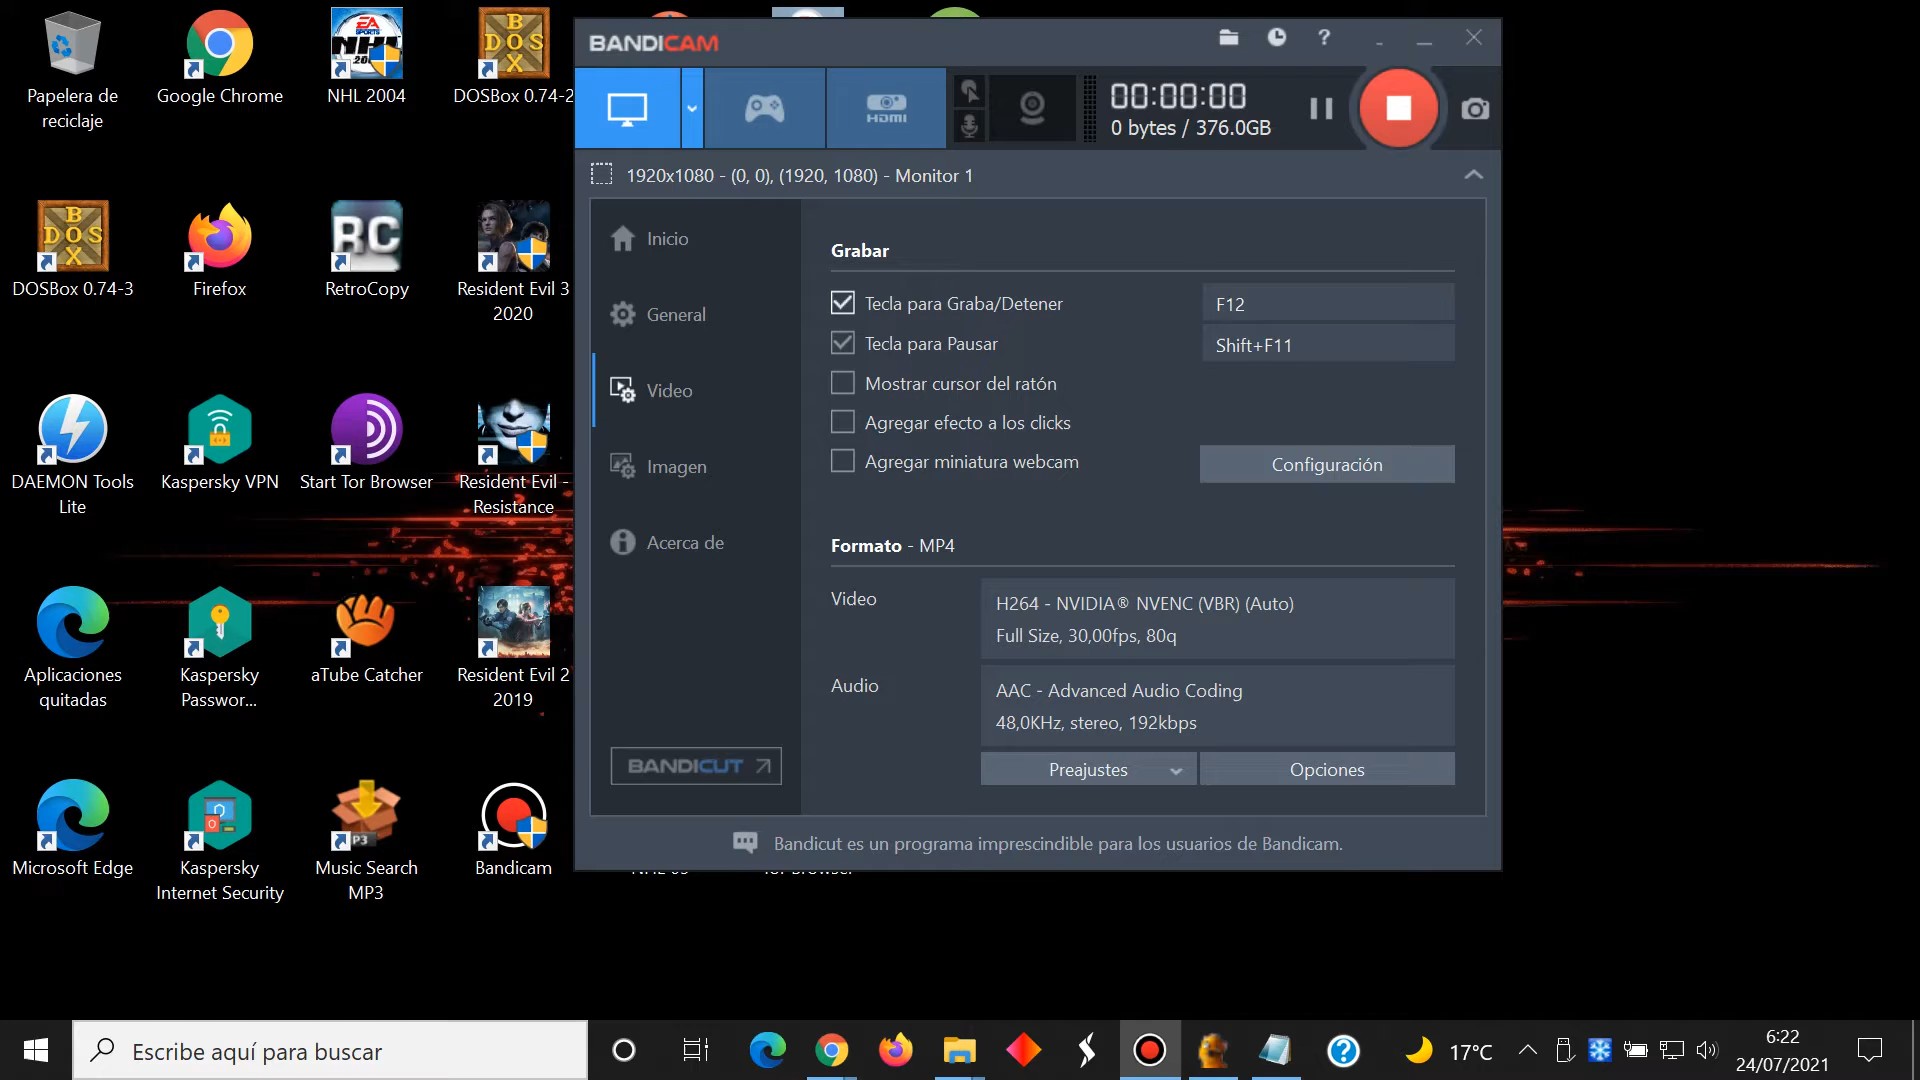 Papelera de
reciclaje
Google Chrome
EA
SPORTS
NHL
NHL 2004
DOSBox 0.74-2
DOSBox 0.74-3
Firefox
RC
RetroCopy
Resident Evil 3
2020
DAEMON Tools
Lite
Kaspersky VPN
Start Tor Browser
Resident Evil -
Resistance
Aplicaciones
quitadas
Kaspersky
Passwor...
aTube Catcher
Resident Evil 2
2019
Microsoft Edge
Kaspersky
Internet Security
Music Search
MP3
Bandicam
BANDICAM
HDMI
00:00:00
0 bytes / 376.0GB
1920x1080 - (0, 0), (1920, 1080) - Monitor 1
Inicio
General
Video
Imagen
Acerca de
BANDICUT
Grabar
Tecla para Graba/Detener
F12
Tecla para Pausar
Shift+F11
Mostrar cursor del ratón
Agregar efecto a los clicks
Agregar miniatura webcam
Configuración
Formato - MP4
Video
H264 - NVIDIA® NVENC (VBR) (Auto)
Full Size, 30,00fps, 80q
Audio
AAC - Advanced Audio Coding
48,0KHz, stereo, 192kbps
Preajustes
Opciones
Bandicut es un programa imprescindible para los usuarios de Bandicam.
Escribe aquí para buscar
17°C
6:22
24/07/2021